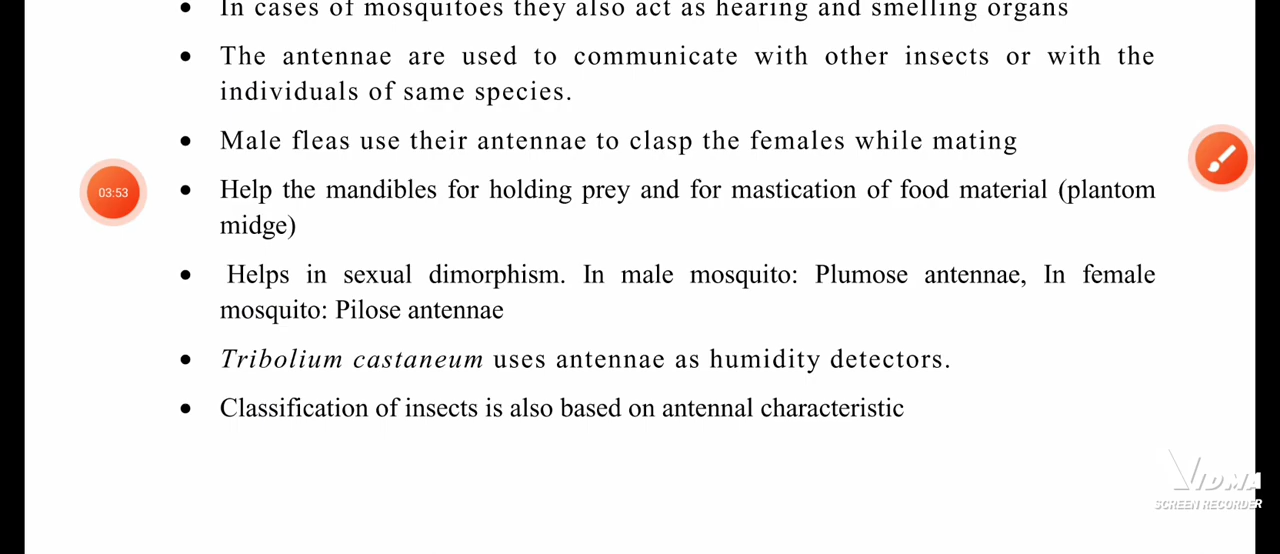 • In cases of mosquitoes they also act as hearing and smelling organs
• The antennae are used to communicate with other insects or with the
individuals of same species.
• Male fleas use their antennae to clasp the females while mating
03:53
• Help the mandibles for holding prey and for mastication of food material (plantom
midge)
• Helps in sexual dimorphism. In male mosquito: Plumose antennae, In female
mosquito: Pilose antennae
• Tribolium castaneum uses antennae as humidity detectors.
• Classification of insects is also based on antennal characteristic
VIDMA
SCREEN RECORDER